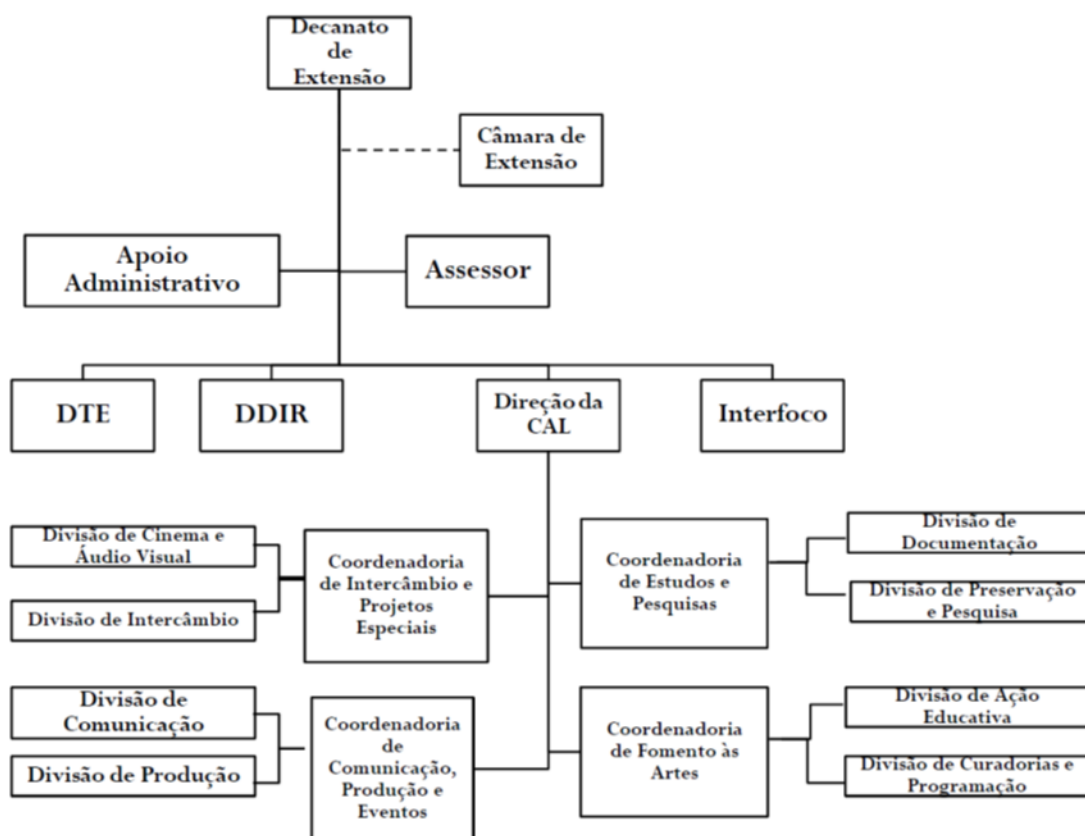 Decanato
de
Extensão
Câmara de
Extensão
Apoio
Administrativo
Assessor
DTE
DDIR
Direção da
CAL
Interfoco
Divisão de Cinema e
Áudio Visual
Divisão de Intercâmbio
Coordenadoria
de Intercâmbio e
Projetos
Especiais
Coordenadoria
de Estudos e
Pesquisas
Divisão de
Documentação
Divisão de Preservação
e Pesquisa
Divisão de
Comunicação
Divisão de Produção
Coordenadoria
de
Comunicação,
Produção e
Eventos
Coordenadoria
de Fomento às
Artes
Divisão de Ação
Educativa
Divisão de Curadorias e
Programação